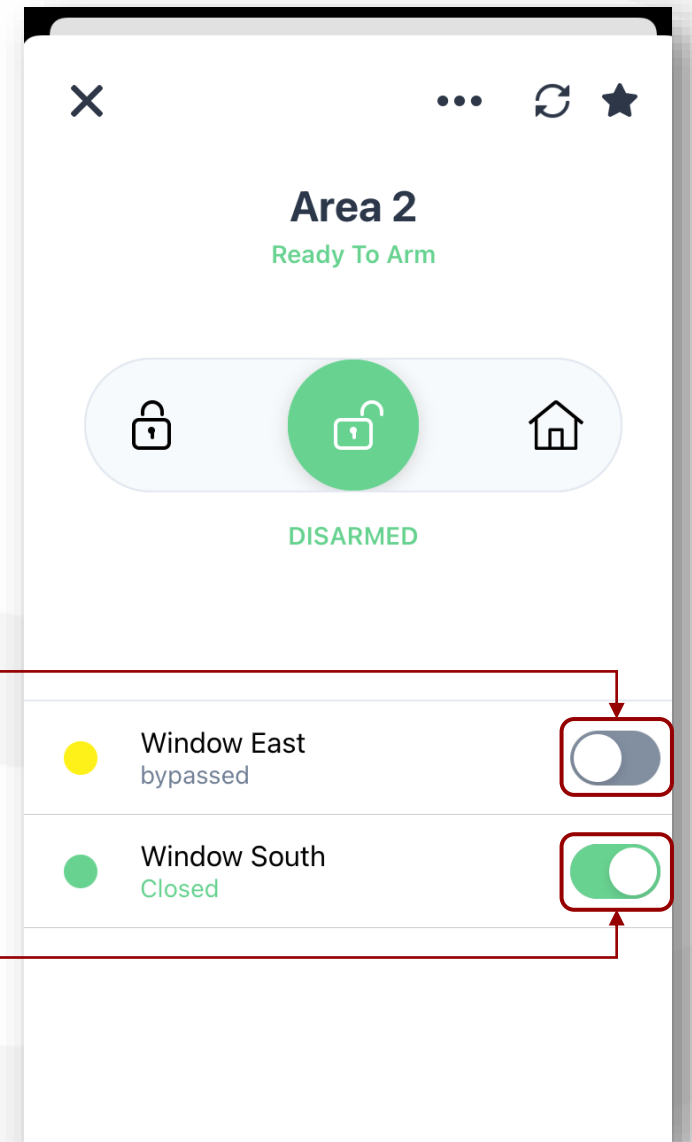 Area 2
Ready To Arm
DISARMED
Window East
bypassed
Window South
Closed